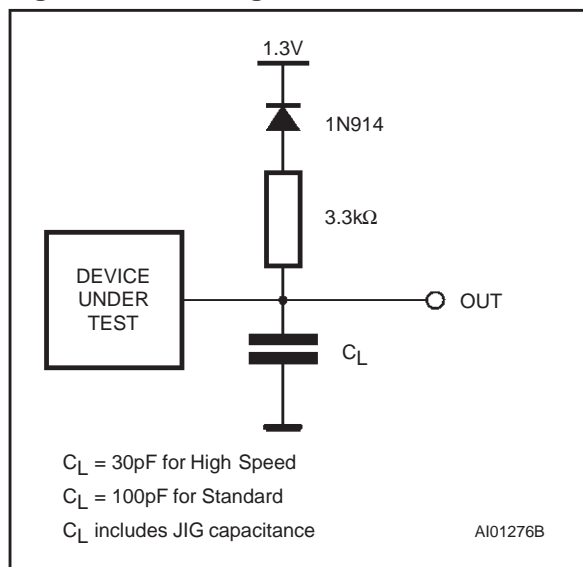 1.3V
1N914
3.3kΩ
DEVICE
UNDER
TEST
OUT
CL
CL = 30pF for High Speed
CL = 100pF for Standard
CL includes JIG capacitance
AI01276B